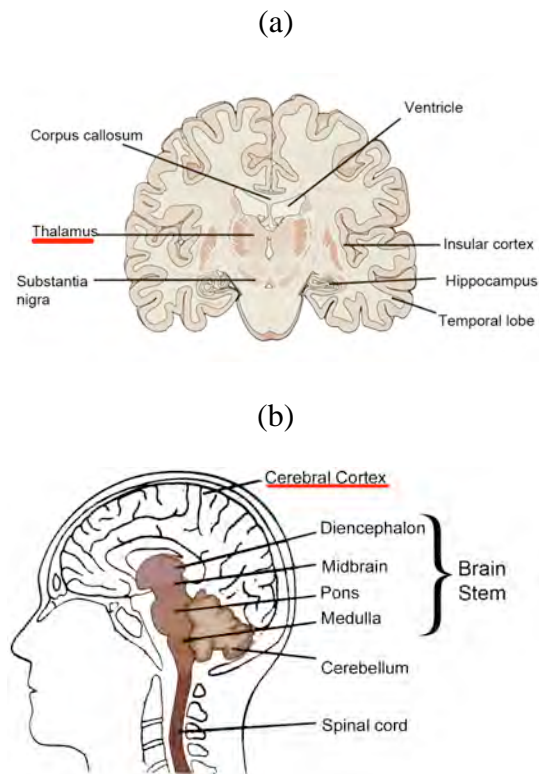 (a)
Corpus callosum
Ventricle
Thalamus
Insular cortex
Substantia
nigra
Hippocampus
Temporal lobe
(b)
Cerebral Cortex
Diencephalon
Midbrain
Pons
Medulla
Brain
Stem
Cerebellum
Spinal cord